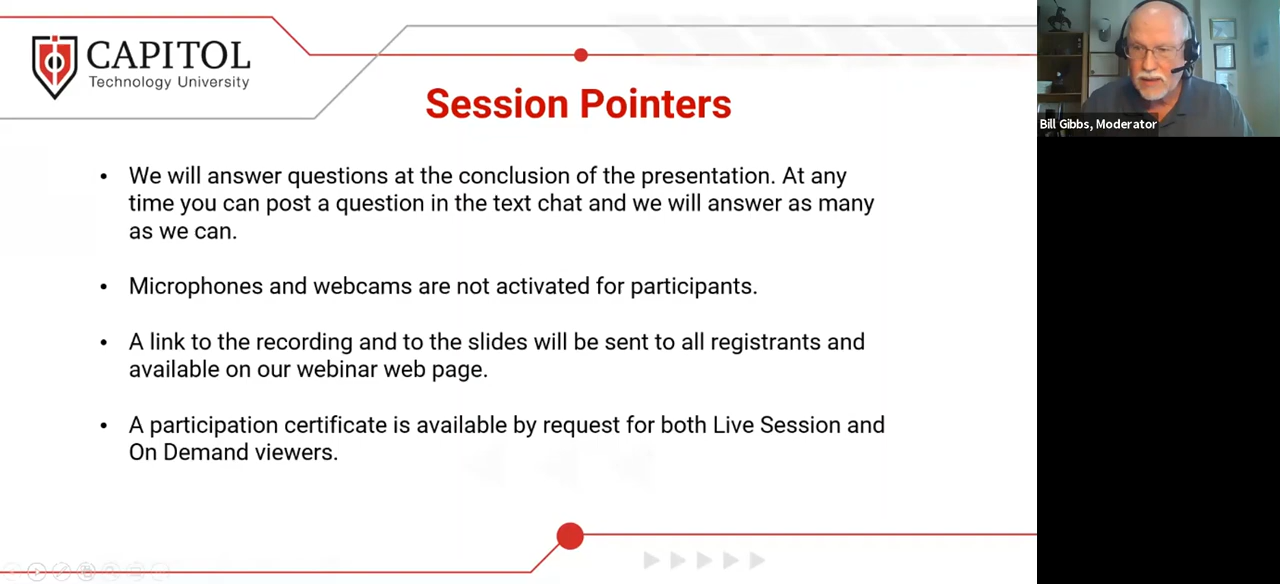 CAPITOL
Technology University
Session Pointers
• We will answer questions at the conclusion of the presentation. At any
time you can post a question in the text chat and we will answer as many
as we can.
• Microphones and webcams are not activated for participants.
• A link to the recording and to the slides will be sent to all registrants and
available on our webinar web page.
• A participation certificate is available by request for both Live Session and
On Demand viewers.
Bill Gibbs, Moderator